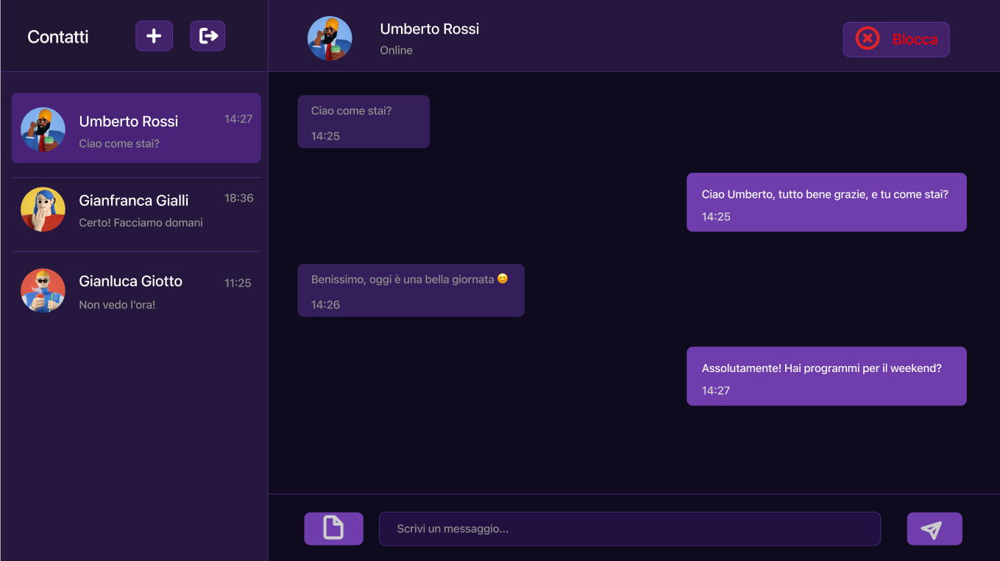 Contatti
Umberto Rossi
14:27
Ciao come stai?
Gianfranca Gialli
18:36
Certo! Facciamo domani
Gianluca Giotto
11:25
Non vedo l’ora!
Umberto Rossi
Online
Blocca
Ciao come stai?
14:25
Ciao Umberto, tutto bene grazie, e tu come stai?
14:25
Benissimo, oggi è una bella giornata 😊
14:26
Assolutamente! Hai programmi per il weekend?
14:27
Scrivi un messaggio...